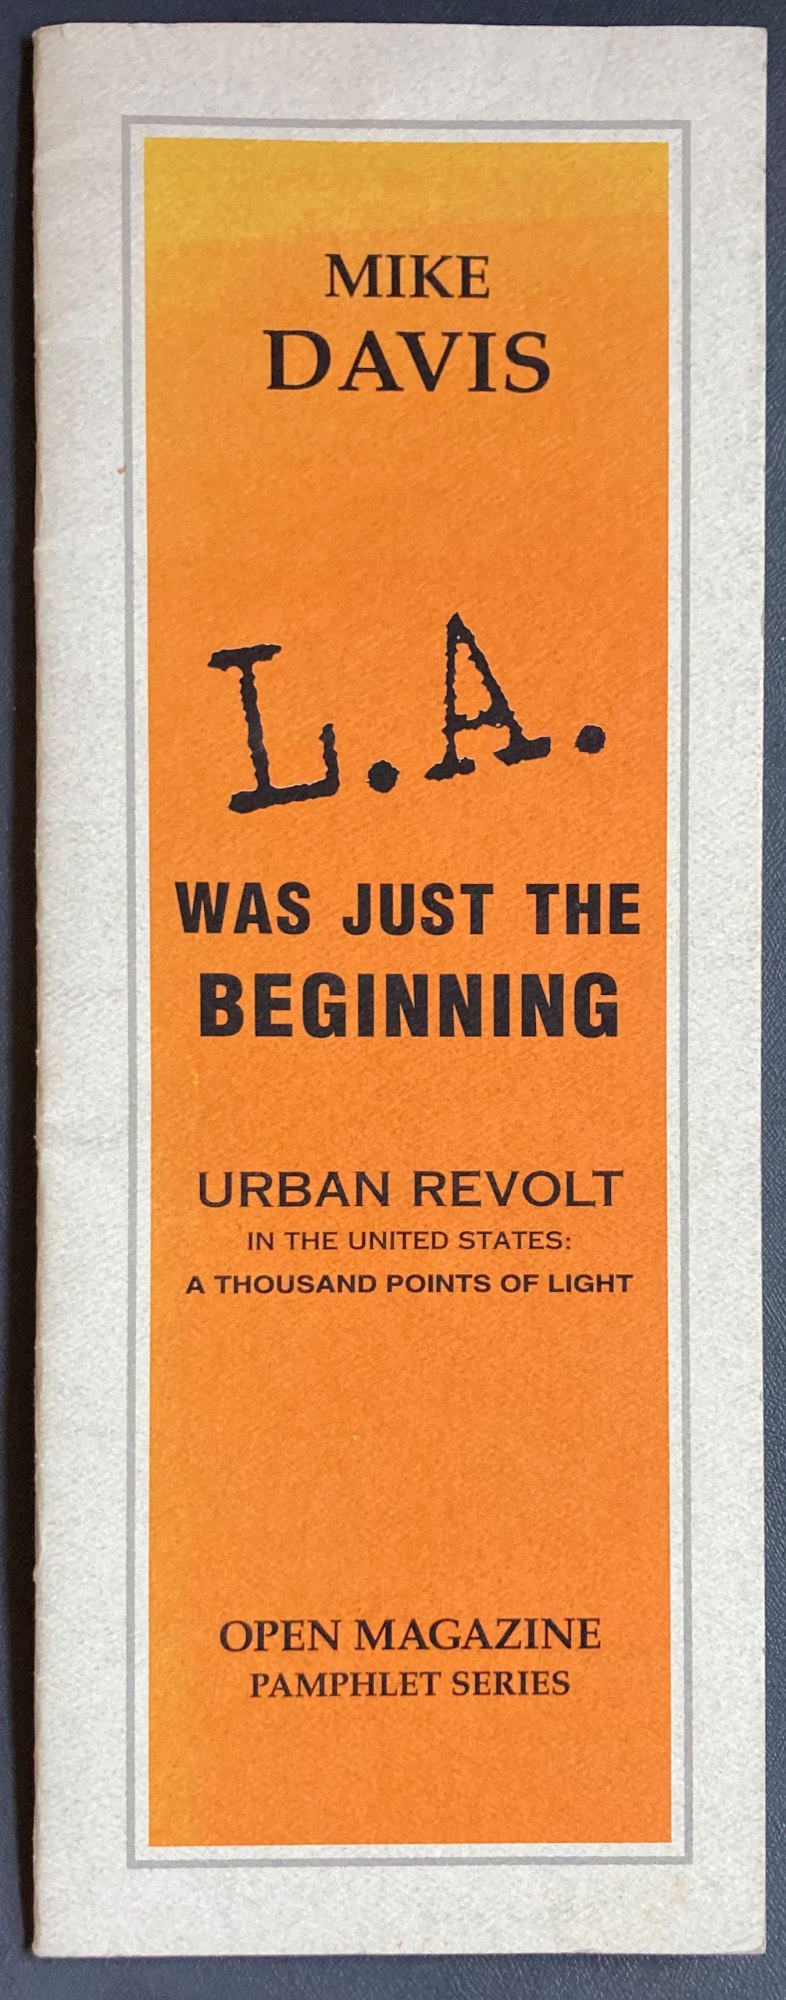 MIKE
DAVIS
L.A.
WAS JUST THE
BEGINNING
URBAN REVOLT
IN THE UNITED STATES:
A THOUSAND POINTS OF LIGHT
OPEN MAGAZINE
PAMPHLET SERIES